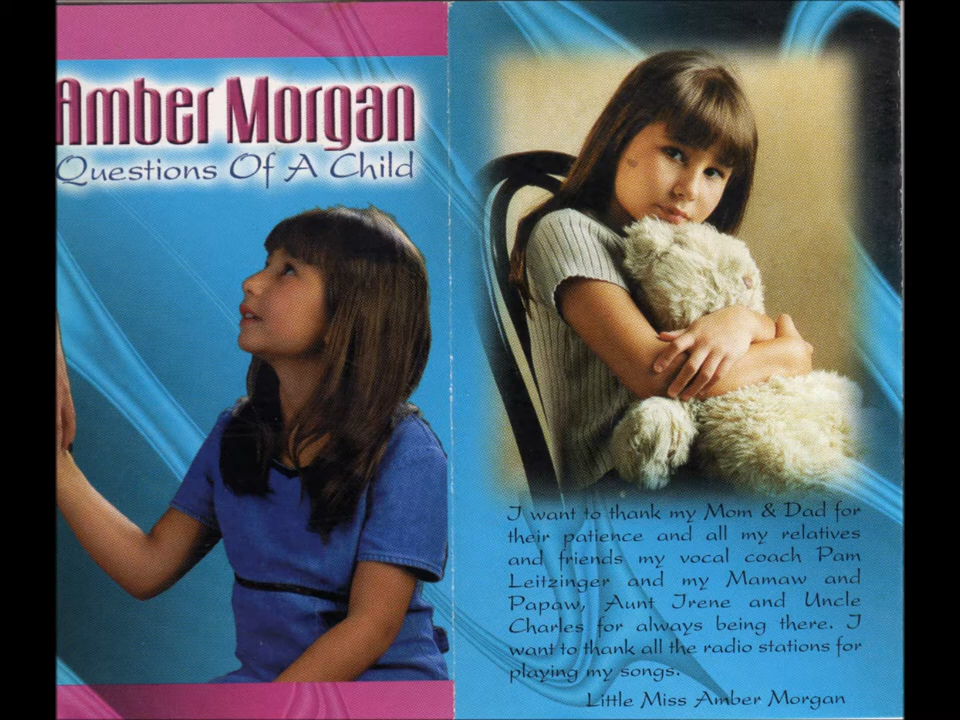 Amber Morgan
Questions Of A Child
I want to thank my Mom & Dad for
their patience and all my relatives
and friends my vocal coach Pam
Leitzinger and my Mamaw and
Papaw, Aunt Irene and Uncle
Charles for always being there. I
want to thank all the radio stations for
playing my songs.
Little Miss Amber Morgan